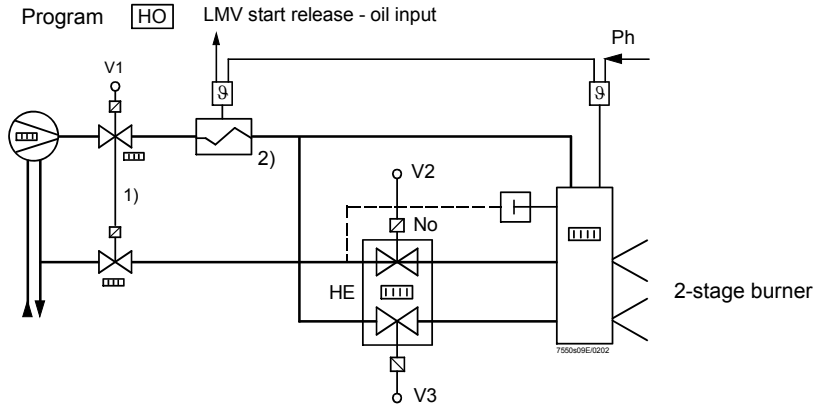 Program HO LMV start release - oil input
Ph
V1
ϑ ϑ
2)
V2
1)
No
HE
2-stage burner
7550s09E/0202
V3